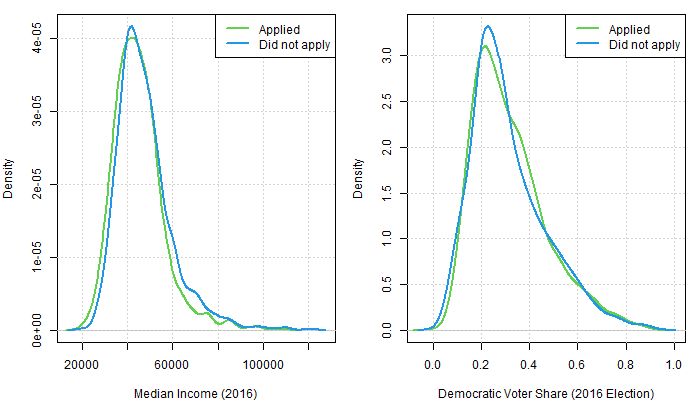 Applied
Did not apply
4e-05
3e-05
2e-05
1e-05
0e+00
Density
20000 60000 100000
Median Income (2016)
Applied
Did not apply
3.0
2.5
2.0
1.5
1.0
0.5
0.0
Density
0.0 0.2 0.4 0.6 0.8 1.0
Democratic Voter Share (2016 Election)